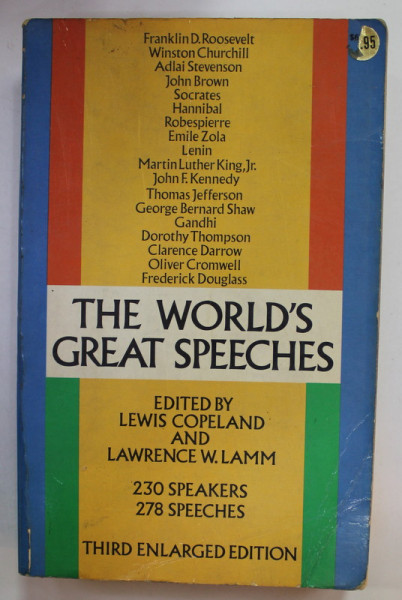 Franklin D. Roosevelt
Winston Churchill
Adlai Stevenson
John Brown
Socrates
Hannibal
Robespierre
Emile Zola
Lenin
Martin Luther King, Jr.
John F. Kennedy
Thomas Jefferson
George Bernard Shaw
Gandhi
Dorothy Thompson
Clarence Darrow
Oliver Cromwell
Frederick Douglass
.95
THE WORLD'S
GREAT SPEECHES
EDITED BY
LEWIS COPELAND
AND
LAWRENCE W. LAMM
230 SPEAKERS
278 SPEECHES
THIRD ENLARGED EDITION